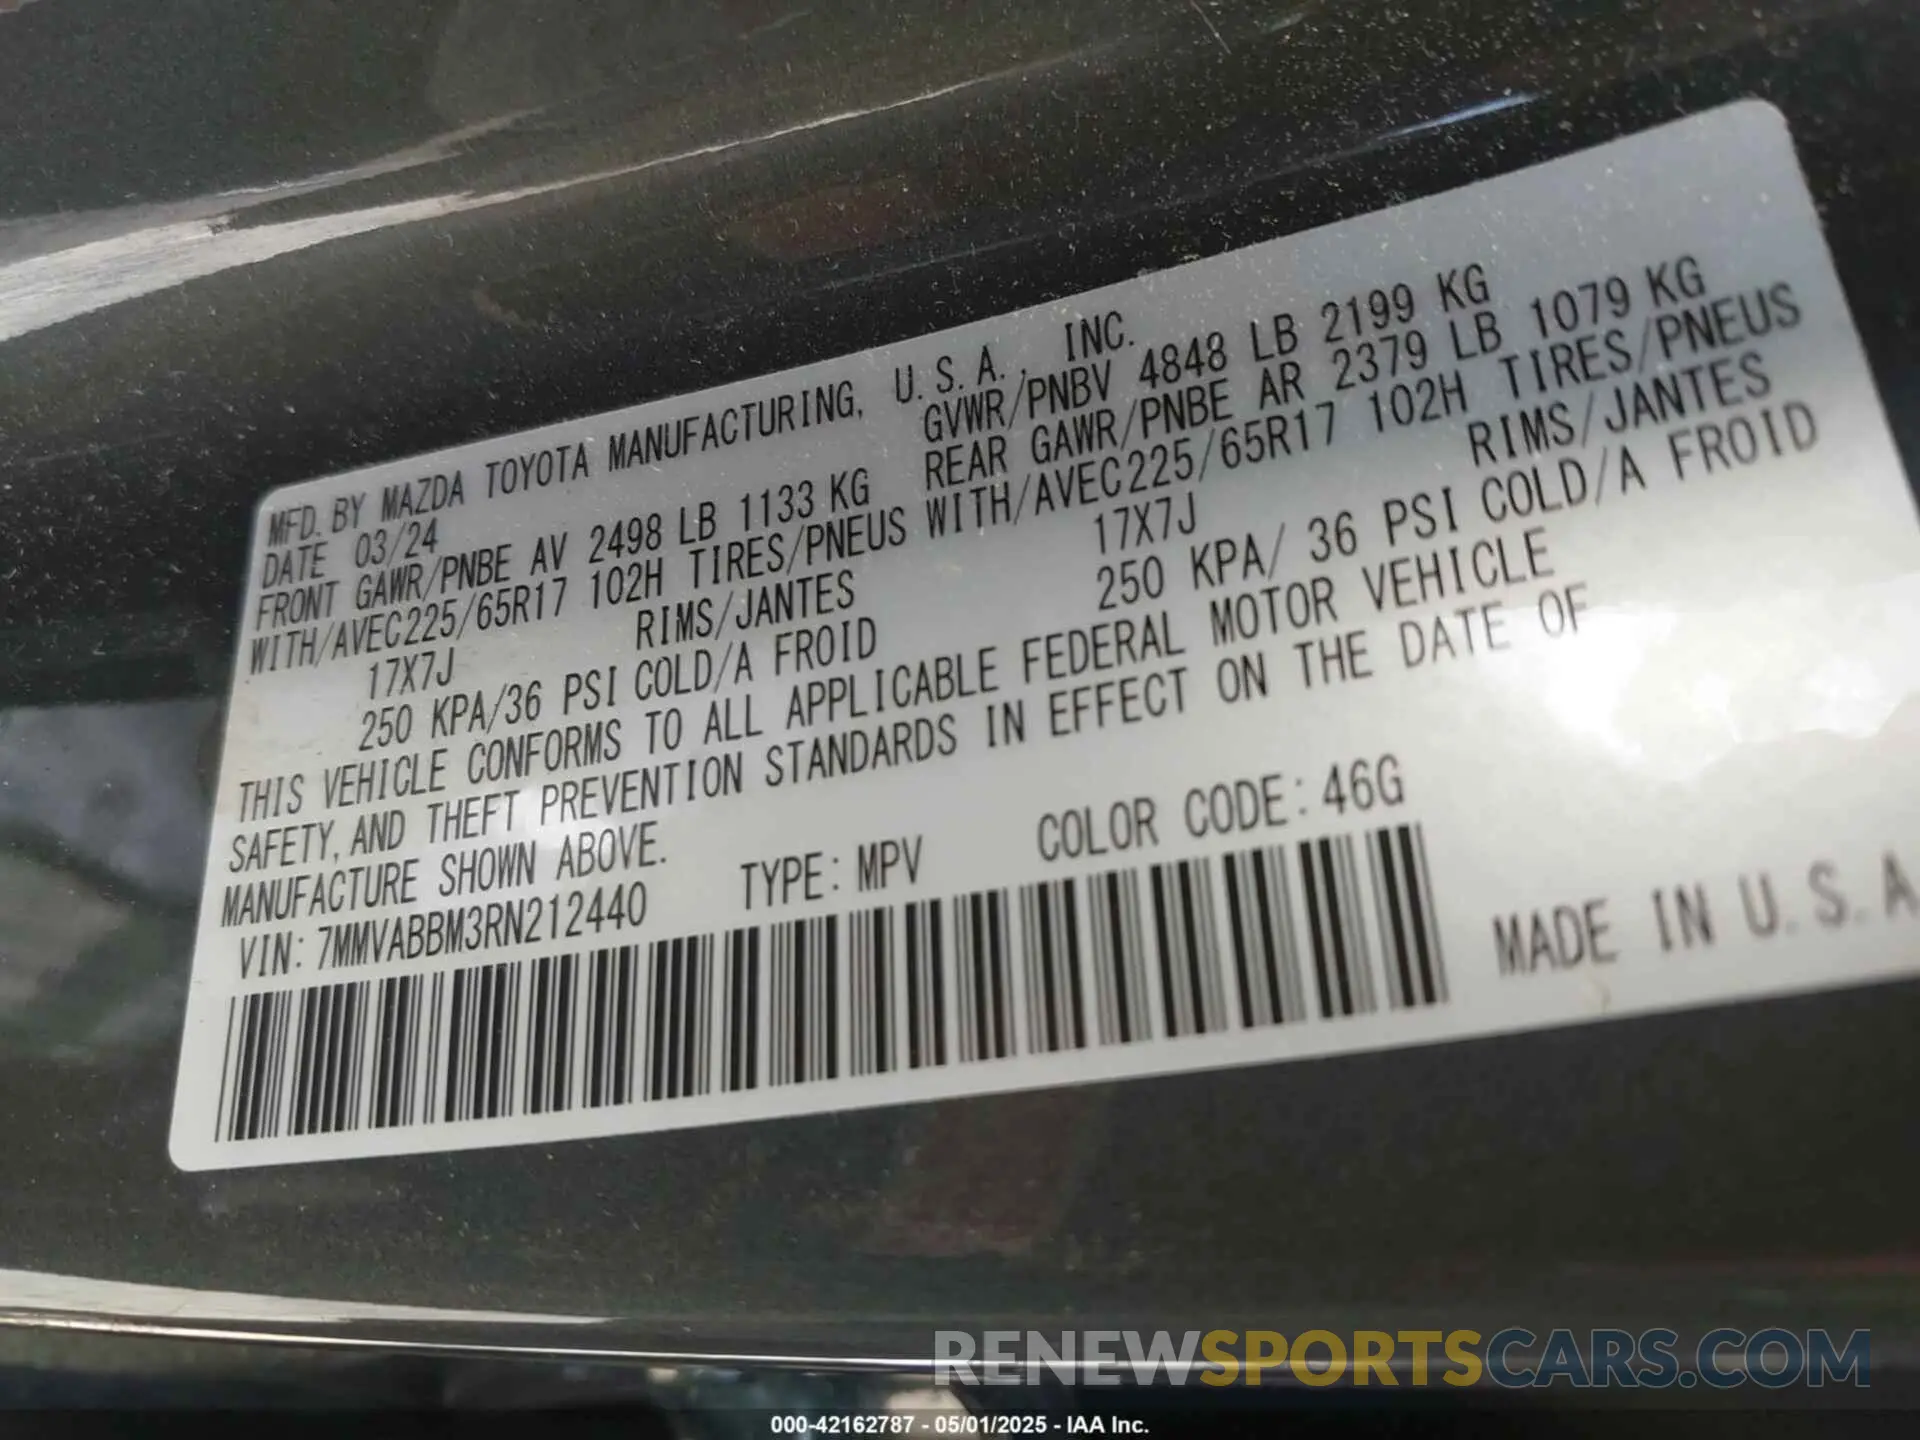 MFD. BY MAZDA TOYOTA MANUFACTURING, U.S.A., INC.
DATE 03/24 GVWR/PNBV 4848 LB 2199 KG
FRONT GAWR/PNBE AV 2498 LB 1133 KG REAR GAWR/PNBE AR 2379 LB 1079 KG
WITH/AVEC225/65R17 102H TIRES/PNEUS WITH/AVEC225/65R17 102H TIRES/PNEUS
17X7J RIMS/JANTES 17X7J RIMS/JANTES
250 KPA/36 PSI COLD/A FROID 250 KPA/ 36 PSI COLD/A FROID
THIS VEHICLE CONFORMS TO ALL APPLICABLE FEDERAL MOTOR VEHICLE
SAFETY, AND THEFT PREVENTION STANDARDS IN EFFECT ON THE DATE OF
MANUFACTURE SHOWN ABOVE.
VIN: 7MMVABBM3RN212440 TYPE: MPV COLOR CODE: 46G
MADE IN U.S.A
RENEWSPORTSCARS.COM
000-42162787 - 05/01/2025 - IAA Inc.